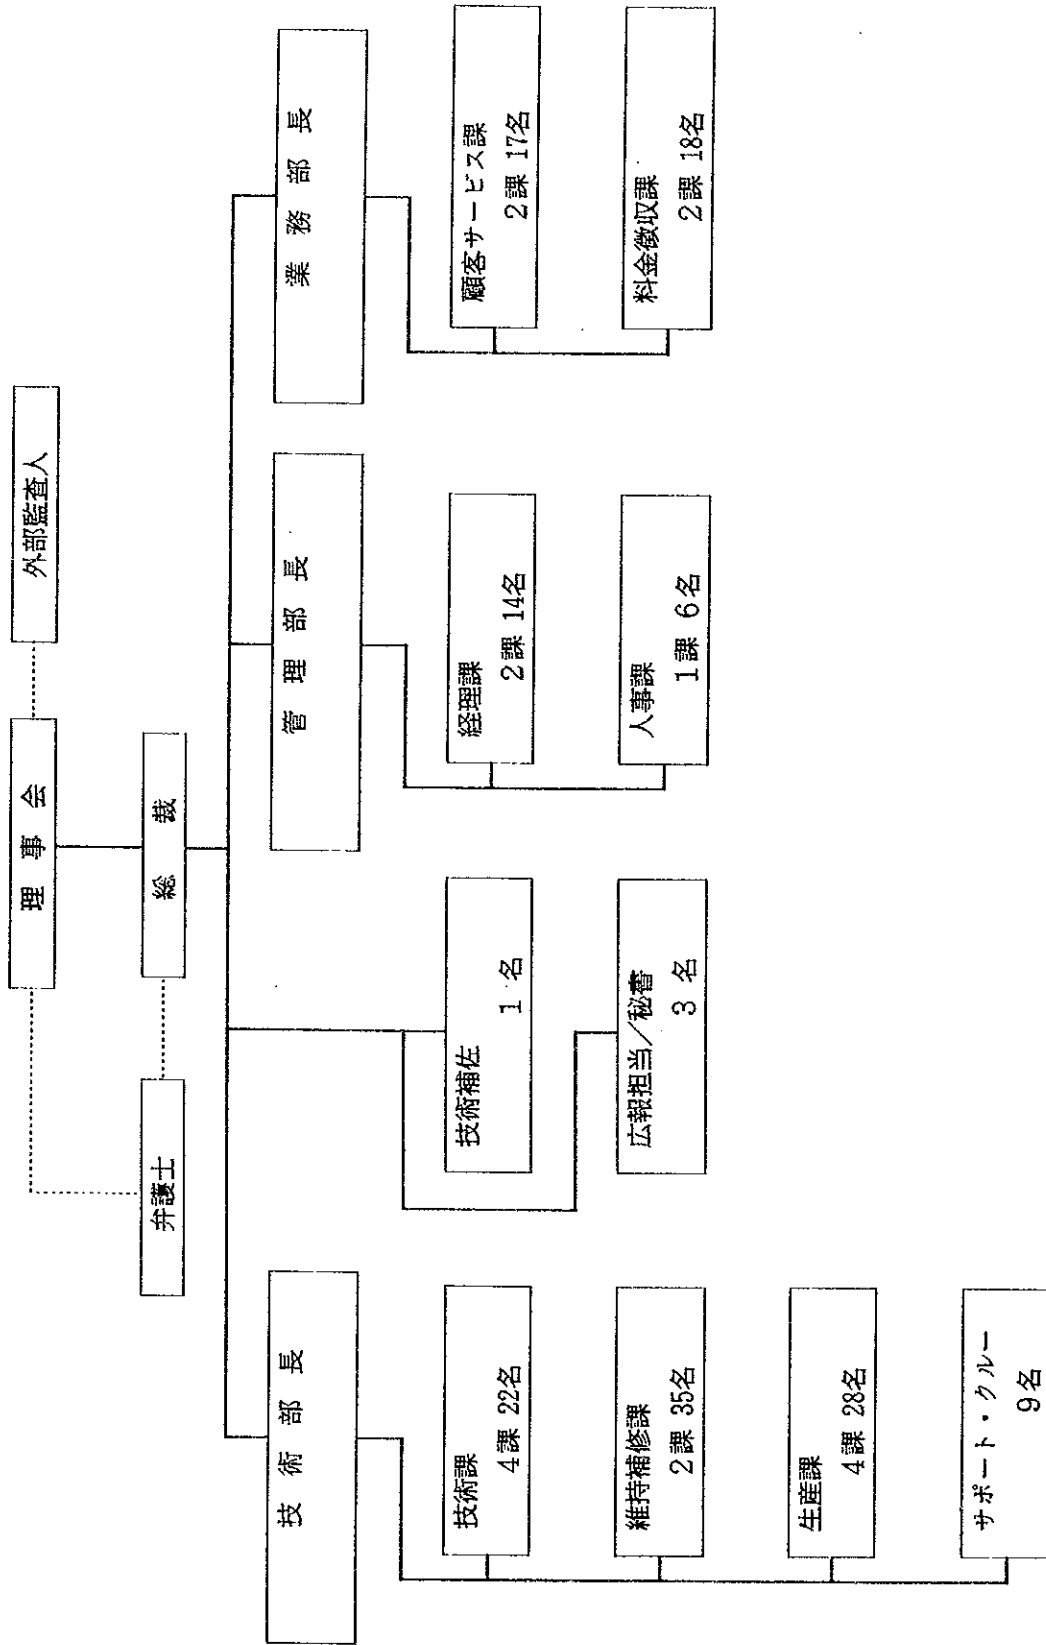 理事会
外部監査人
弁護士
総裁
技術部長
管理部長
業務部長
技術課
4課 22名
維持補修課
2課 35名
生産課
4課 28名
サポート・クルー
9名
技術補佐
1名
広報担当／秘書
3名
経理課
2課 14名
人事課
1課 6名
顧客サービス課
2課 17名
料金徴収課
2課 18名